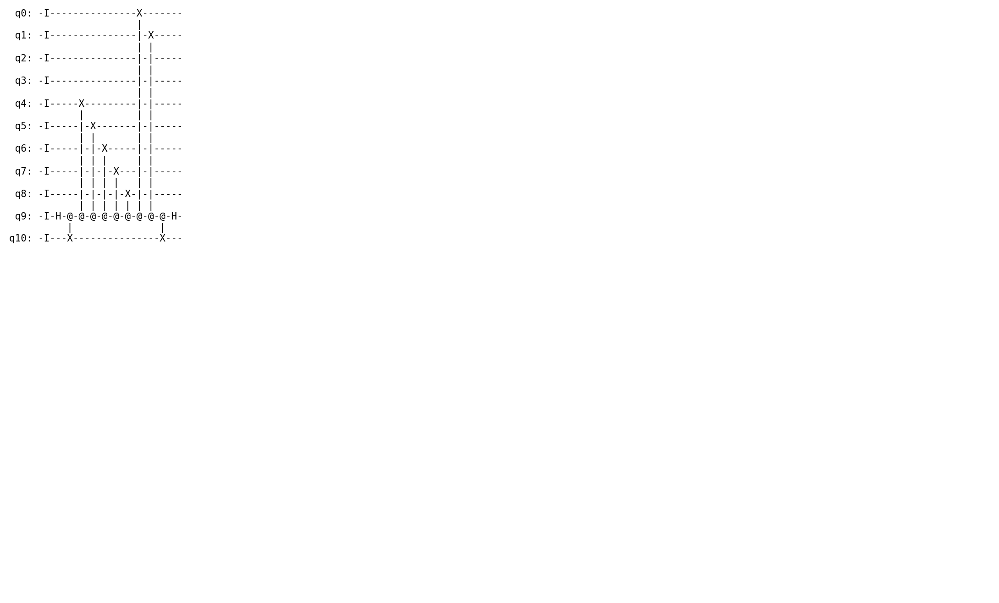 q0: -I---------------X-------
                      |
 q1: -I---------------|-X-----
                      | |
 q2: -I---------------|-|-----
                      | |
 q3: -I---------------|-|-----
                      | |
 q4: -I-----X---------|-|-----
            |         | |
 q5: -I-----|-X-------|-|-----
            | |       | |
 q6: -I-----|-|-X-----|-|-----
            | | |     | |
 q7: -I-----|-|-|-X---|-|-----
            | | | |   | |
 q8: -I-----|-|-|-|-X-|-|-----
            | | | | | | |
 q9: -I-H-@-@-@-@-@-@-@-@-@-H-
          |               |
q10: -I---X---------------X---